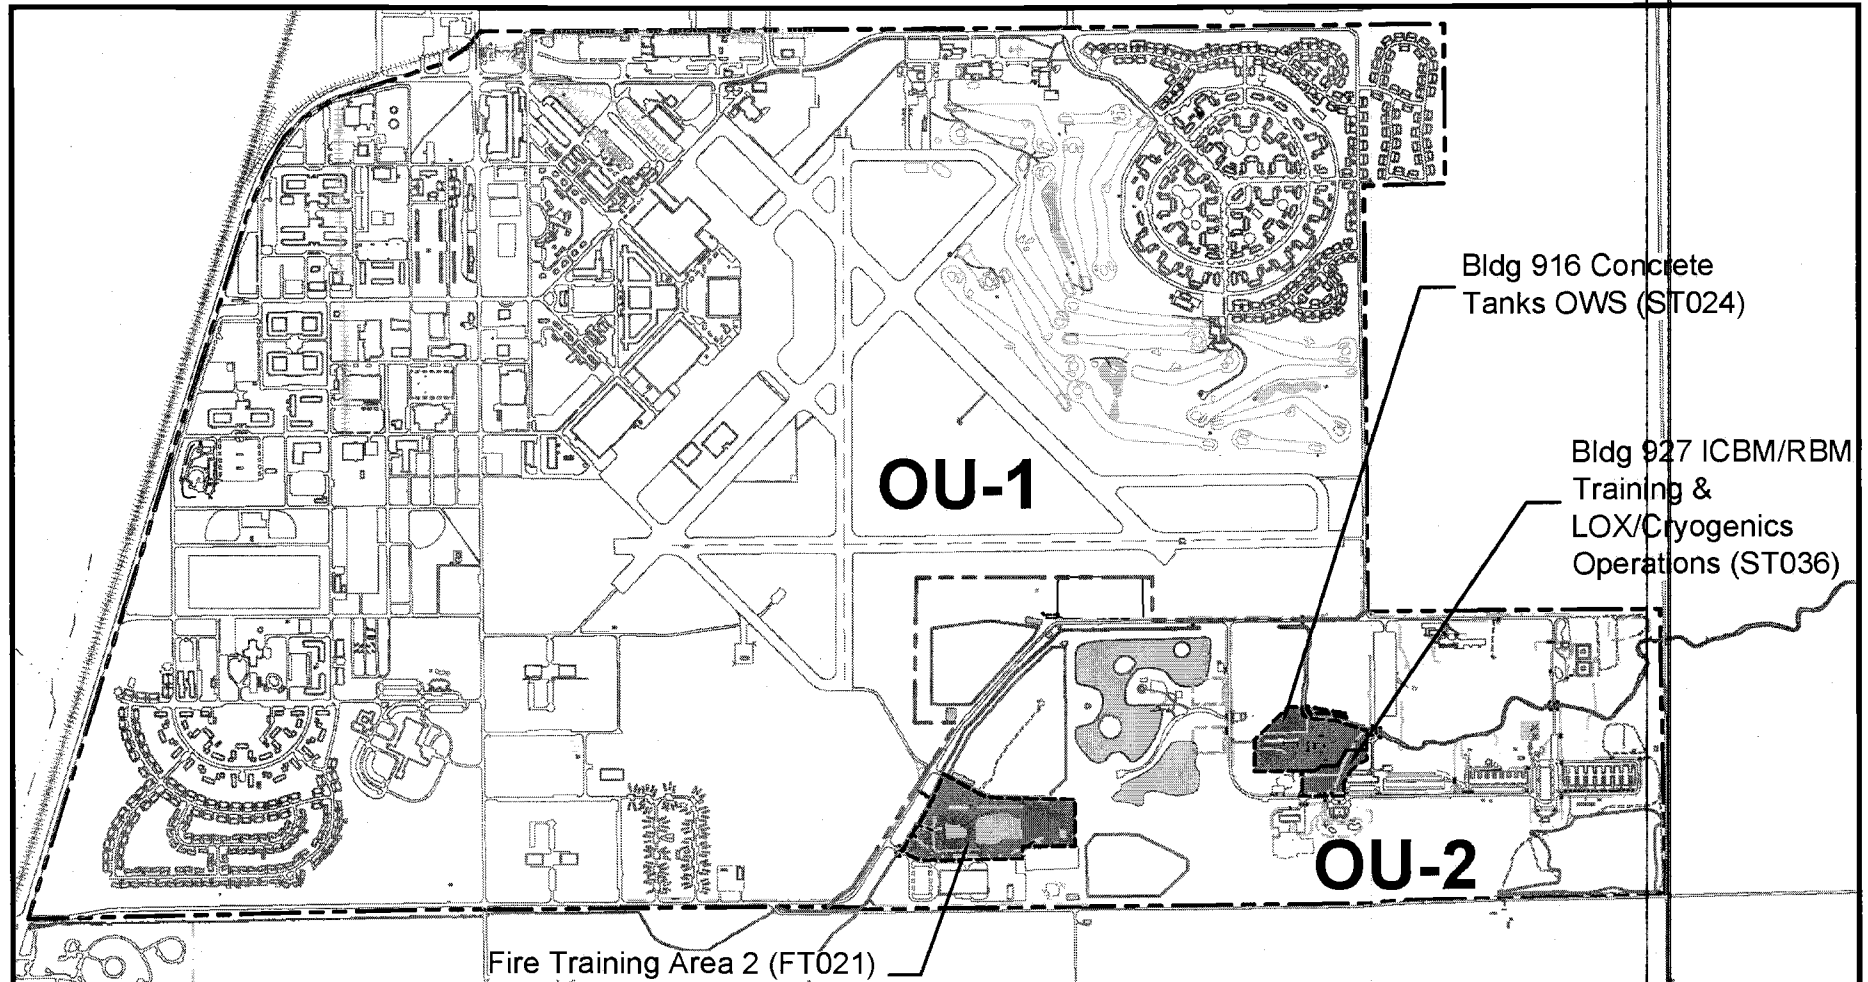 Bldg 916 Concrete
Tanks OWS (ST024)
Bldg 927 ICBM/RBM
Training &
LOX/Cryogenics
Operations (ST036)
OU-1
OU-2
Fire Training Area 2 (FT021)